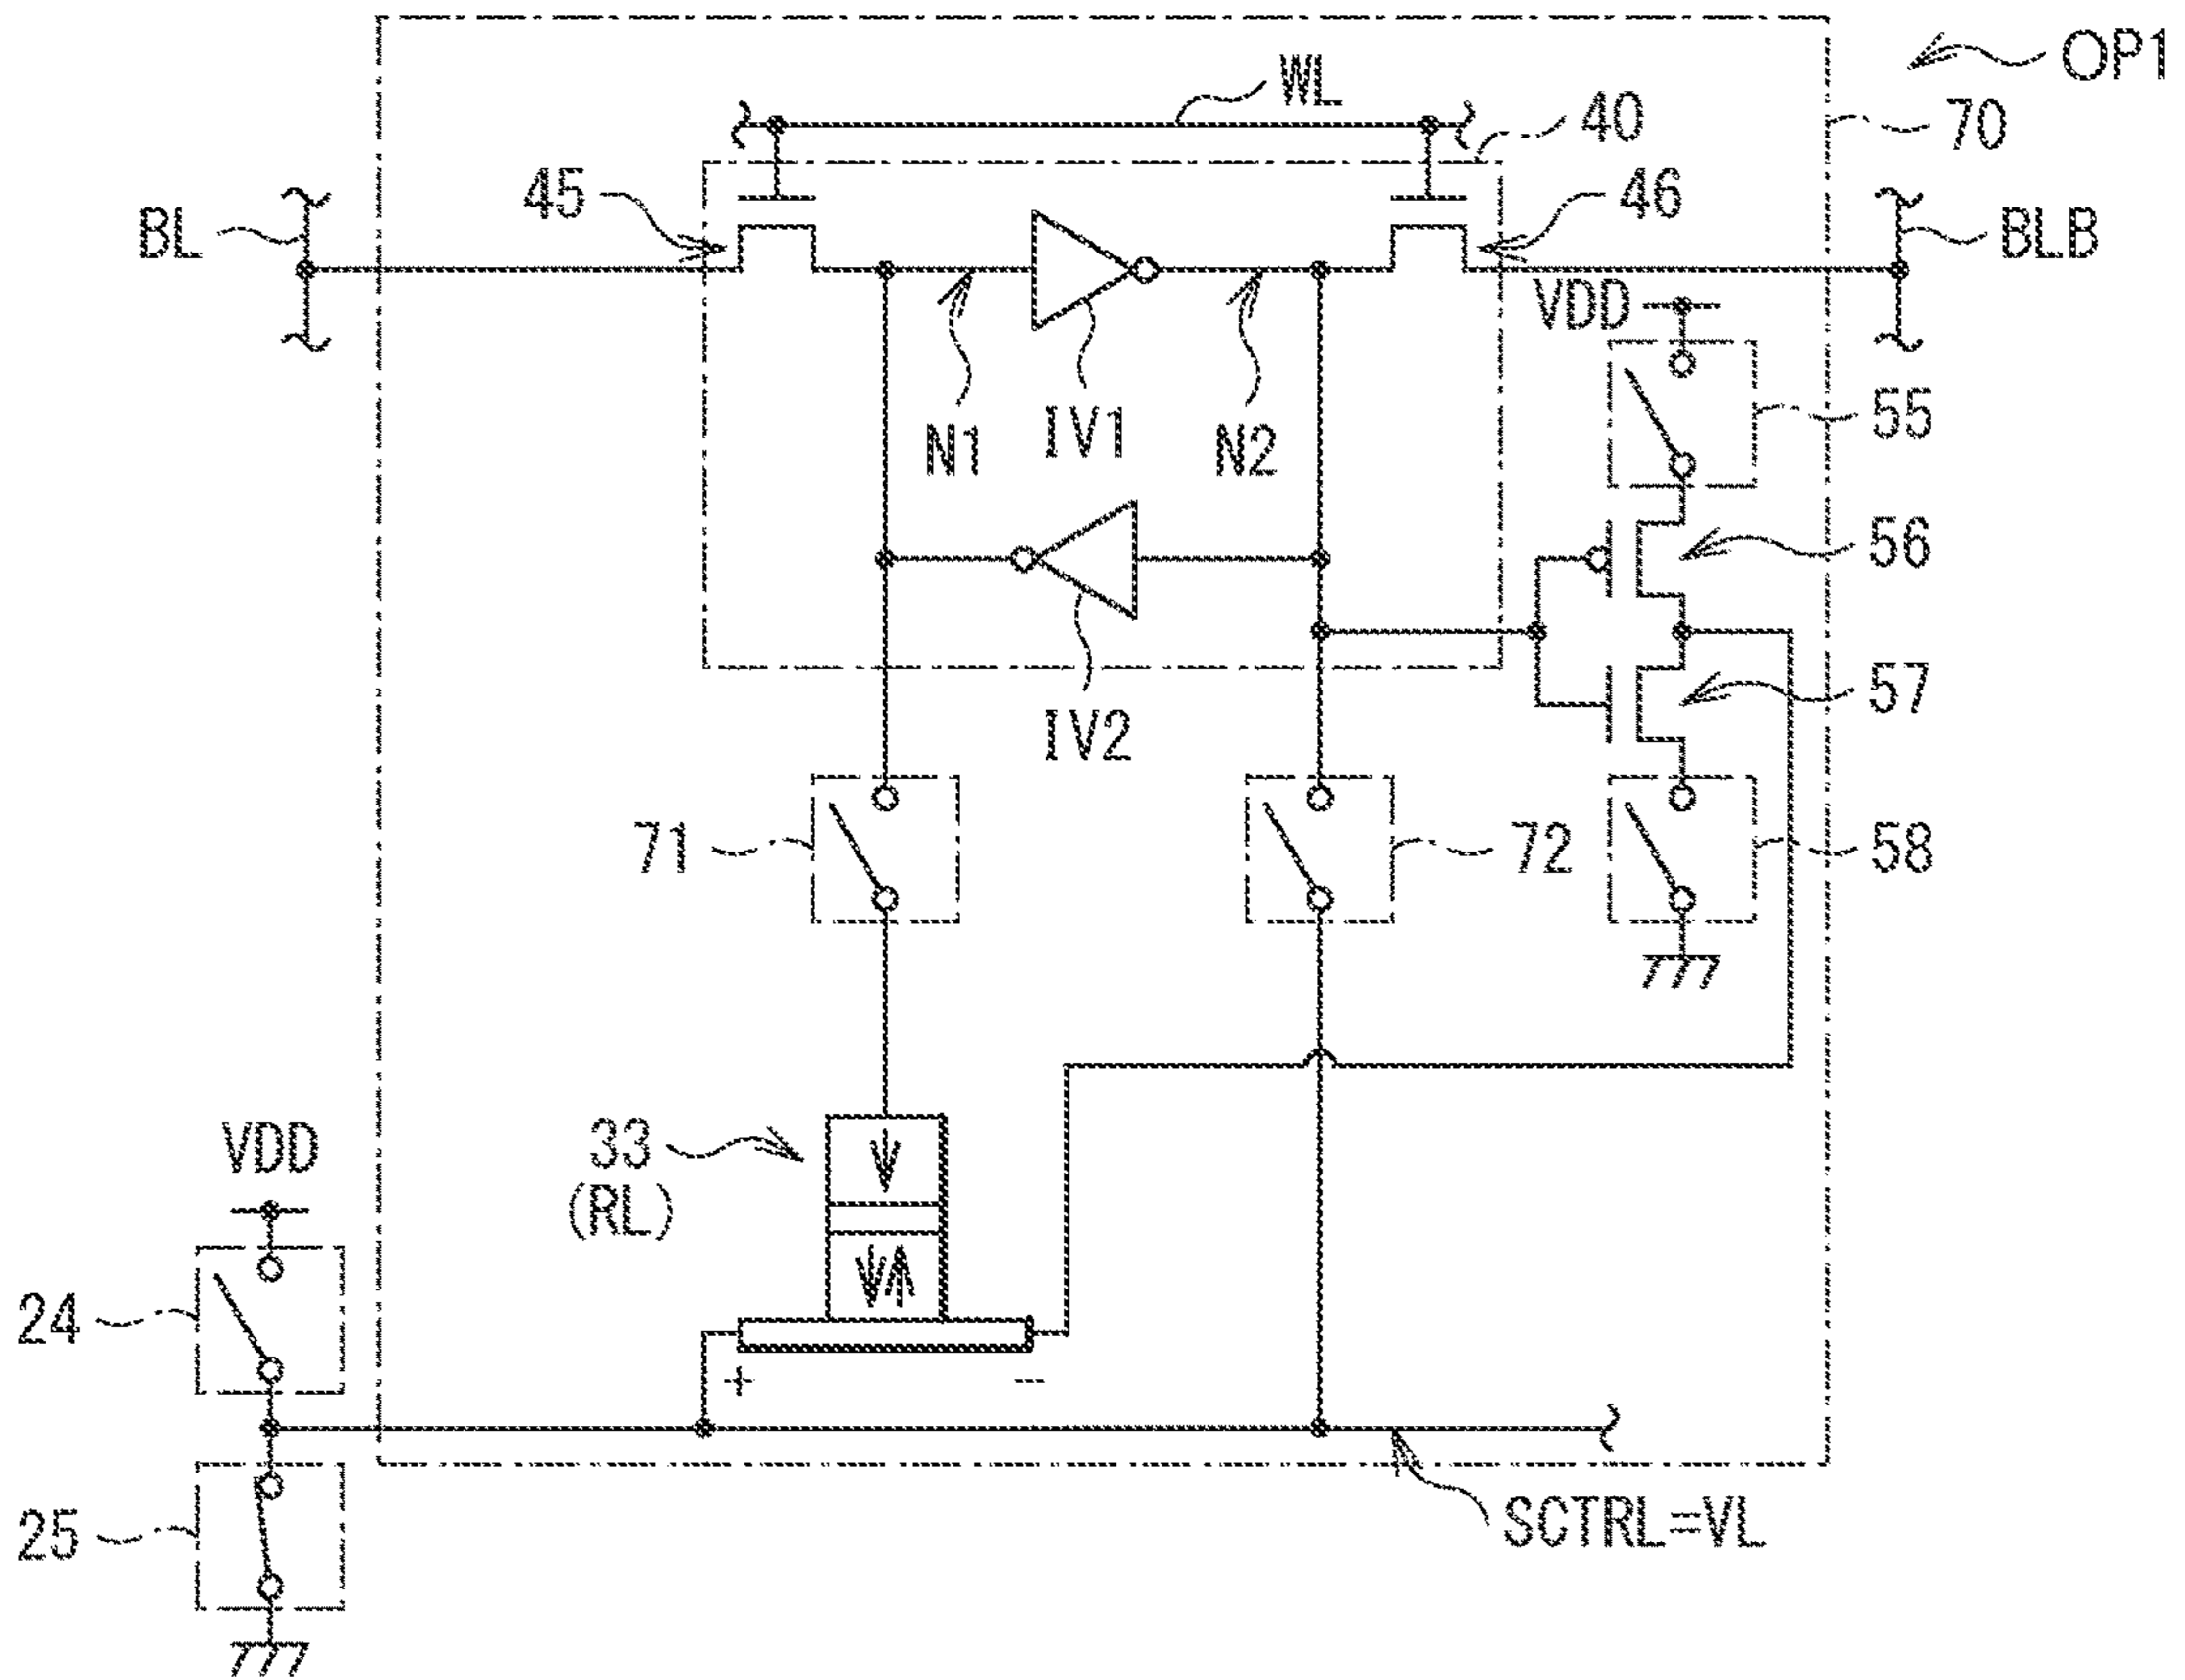 OP1
WL
40
70
45
46
BL
BLB
VDD
55
N1
IV1
N2
56
57
IV2
71
72
58
VDD
33
(RL)
24
+
−
25
SCTRL=VL